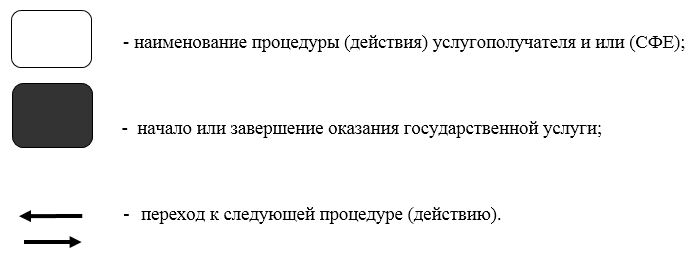 - наименование процедуры (действия) услугополучателя и или (СФЕ);
- начало или завершение оказания государственной услуги;
- переход к следующей процедуре (действию).